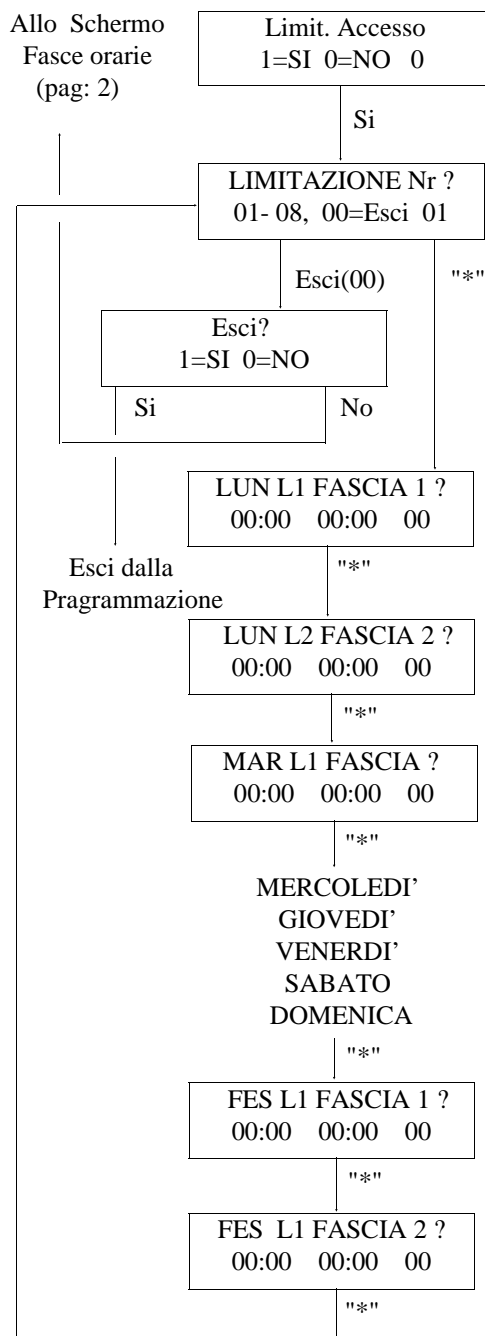 Allo Schermo
Fasce orarie
(pag: 2)
Limit. Accesso
1=SI 0=NO 0
Si
LIMITAZIONE Nr ?
01- 08, 00=Esci 01
Esci(00)
"*"
Esci?
1=SI 0=NO
Si
No
LUN L1 FASCIA 1 ?
00:00 00:00 00
"*"
Esci dalla
Pragrammazione
LUN L2 FASCIA 2 ?
00:00 00:00 00
"*"
MAR L1 FASCIA ?
00:00 00:00 00
"*"
MERCOLEDI’
GIOVEDI’
VENERDI’
SABATO
DOMENICA
"*"
FES L1 FASCIA 1 ?
00:00 00:00 00
"*"
FES L1 FASCIA 2 ?
00:00 00:00 00
"*"